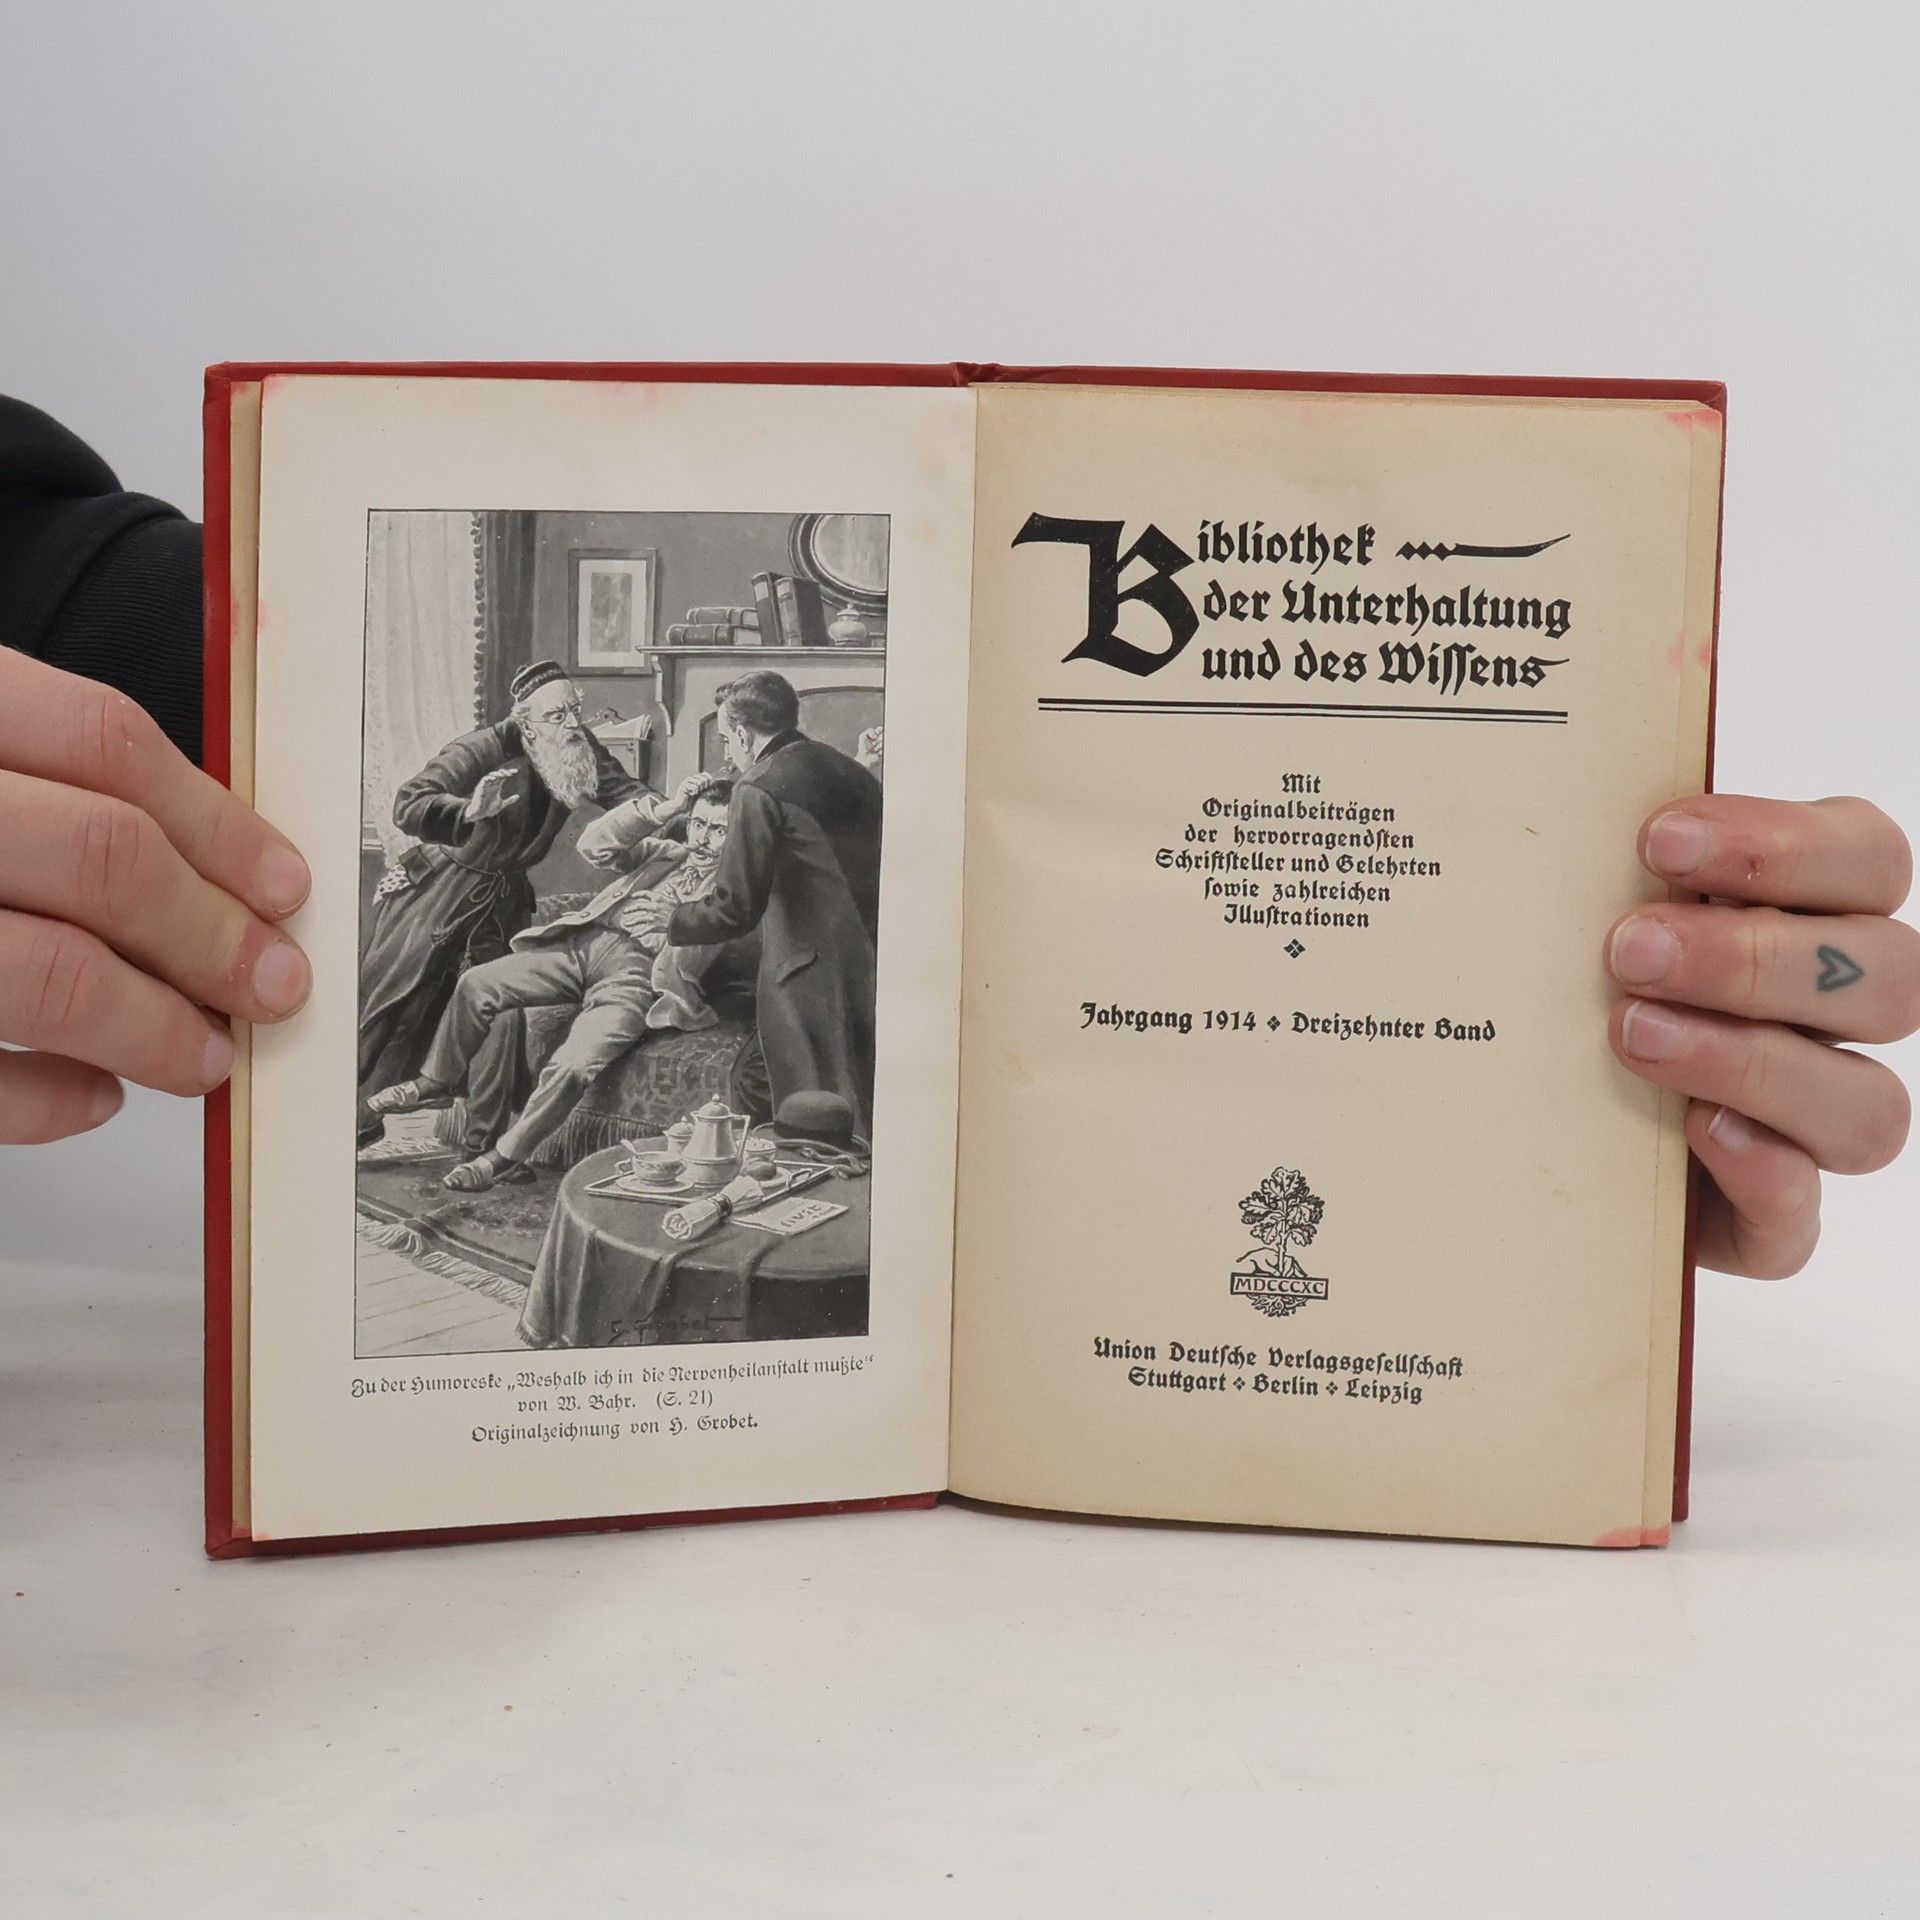 Zu der Humoreske „Weshalb ich in die Nervenheilanstalt mußte“
von W. Bahr. (S. 21)
Originalzeichnung von H. Grobet.
Bibliothek
der Unterhaltung
und des Wissens
Mit
Originalbeiträgen
der hervorragendsten
Schriftsteller und Gelehrten
sowie zahlreichen
Illustrationen
Jahrgang 1914 ❖ Dreizehnter Band
MDCCCXC
Union Deutsche Verlagsgesellschaft
Stuttgart ❖ Berlin ❖ Leipzig